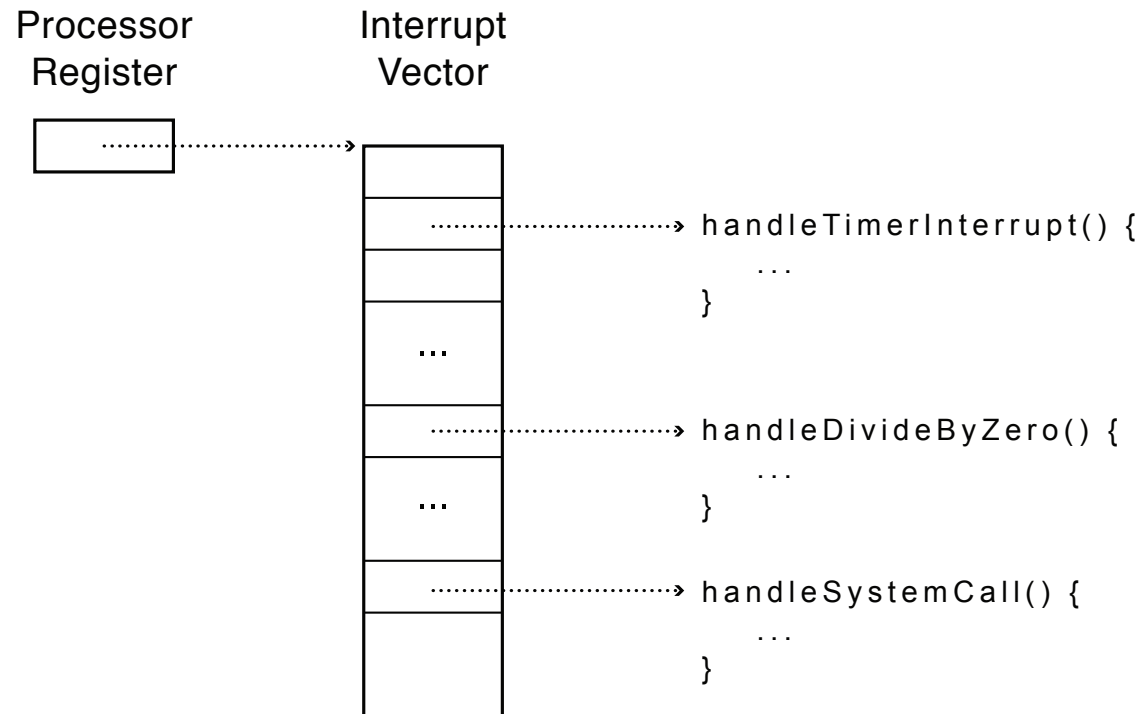 Processor
Register
Interrupt
Vector
handleTimerInterrupt() {
...
}
...
handleDivideByZero() {
...
}
...
handleSystemCall() {
...
}